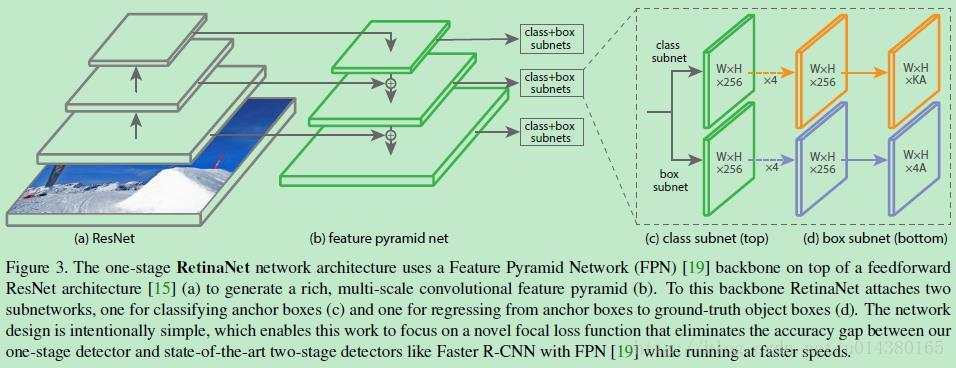 class+box
subnets
class+box
subnets
class+box
subnets
class
subnet
W×H
×256
×4
W×H
×256
W×H
×KA
W×H
×256
×4
W×H
×256
W×H
×4A
box
subnet
(a) ResNet
(b) feature pyramid net
(c) class subnet (top)
(d) box subnet (bottom)
Figure 3. The one-stage RetinaNet network architecture uses a Feature Pyramid Network (FPN) [19] backbone on top of a feedforward
ResNet architecture [15] (a) to generate a rich, multi-scale convolutional feature pyramid (b). To this backbone RetinaNet attaches two
subnetworks, one for classifying anchor boxes (c) and one for regressing from anchor boxes to ground-truth object boxes (d). The network
design is intentionally simple, which enables this work to focus on a novel focal loss function that eliminates the accuracy gap between our
one-stage detector and state-of-the-art two-stage detectors like Faster R-CNN with FPN [19] while running at faster speeds.